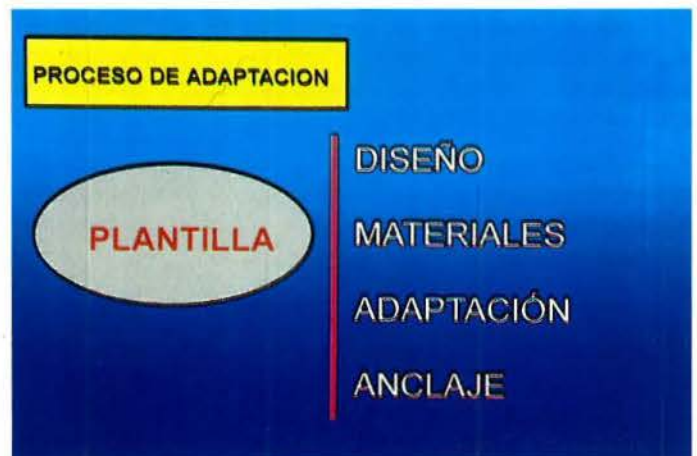 PROCESO DE ADAPTACION
PLANTILLA
DISEÑO
MATERIALES
ADAPTACIÓN
ANCLAJE